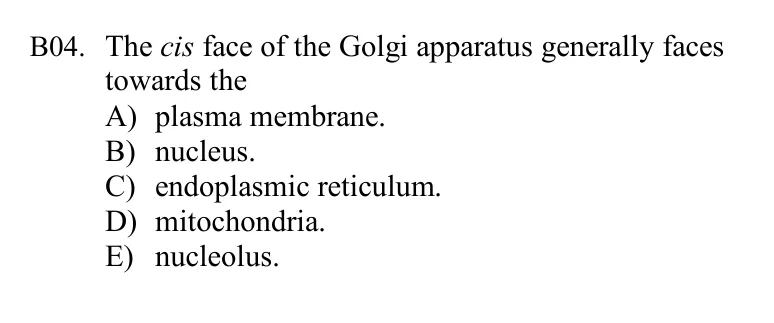 B04. The cis face of the Golgi apparatus generally faces
towards the
A) plasma membrane.
B) nucleus.
C) endoplasmic reticulum.
D) mitochondria.
E) nucleolus.